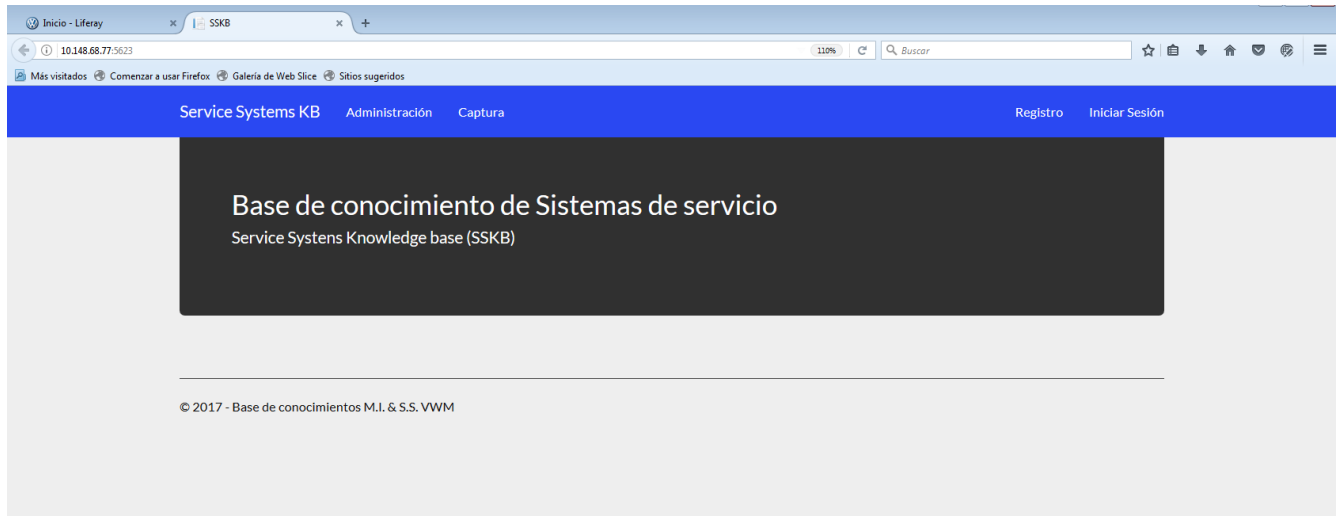 Inicio - Liferay
SSKB
10.148.68.77:5623
110%
Buscar
Más visitados
Comenzar a usar Firefox
Galería de Web Slice
Sitios sugeridos
Service Systems KB
Administración
Captura
Registro
Iniciar Sesión
Base de conocimiento de Sistemas de servicio
Service Systens Knowledge base (SSKB)
© 2017 - Base de conocimientos M.I. & S.S. VWM